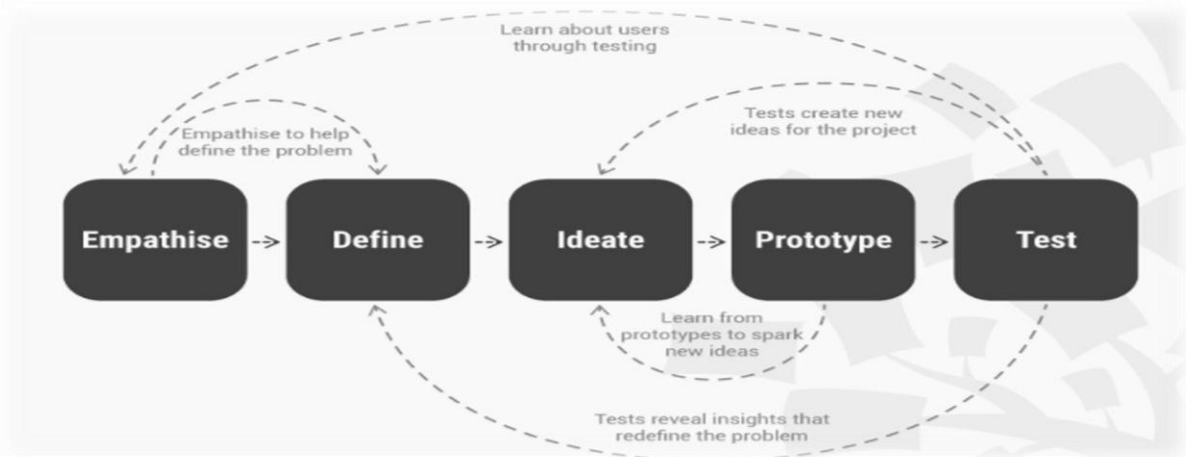 Learn about users
through testing
Tests create new
ideas for the project
Empathise to help
define the problem
Empathise
Define
Ideate
Prototype
Test
Learn from
prototypes to spark
new ideas
Tests reveal insights that
redefine the problem